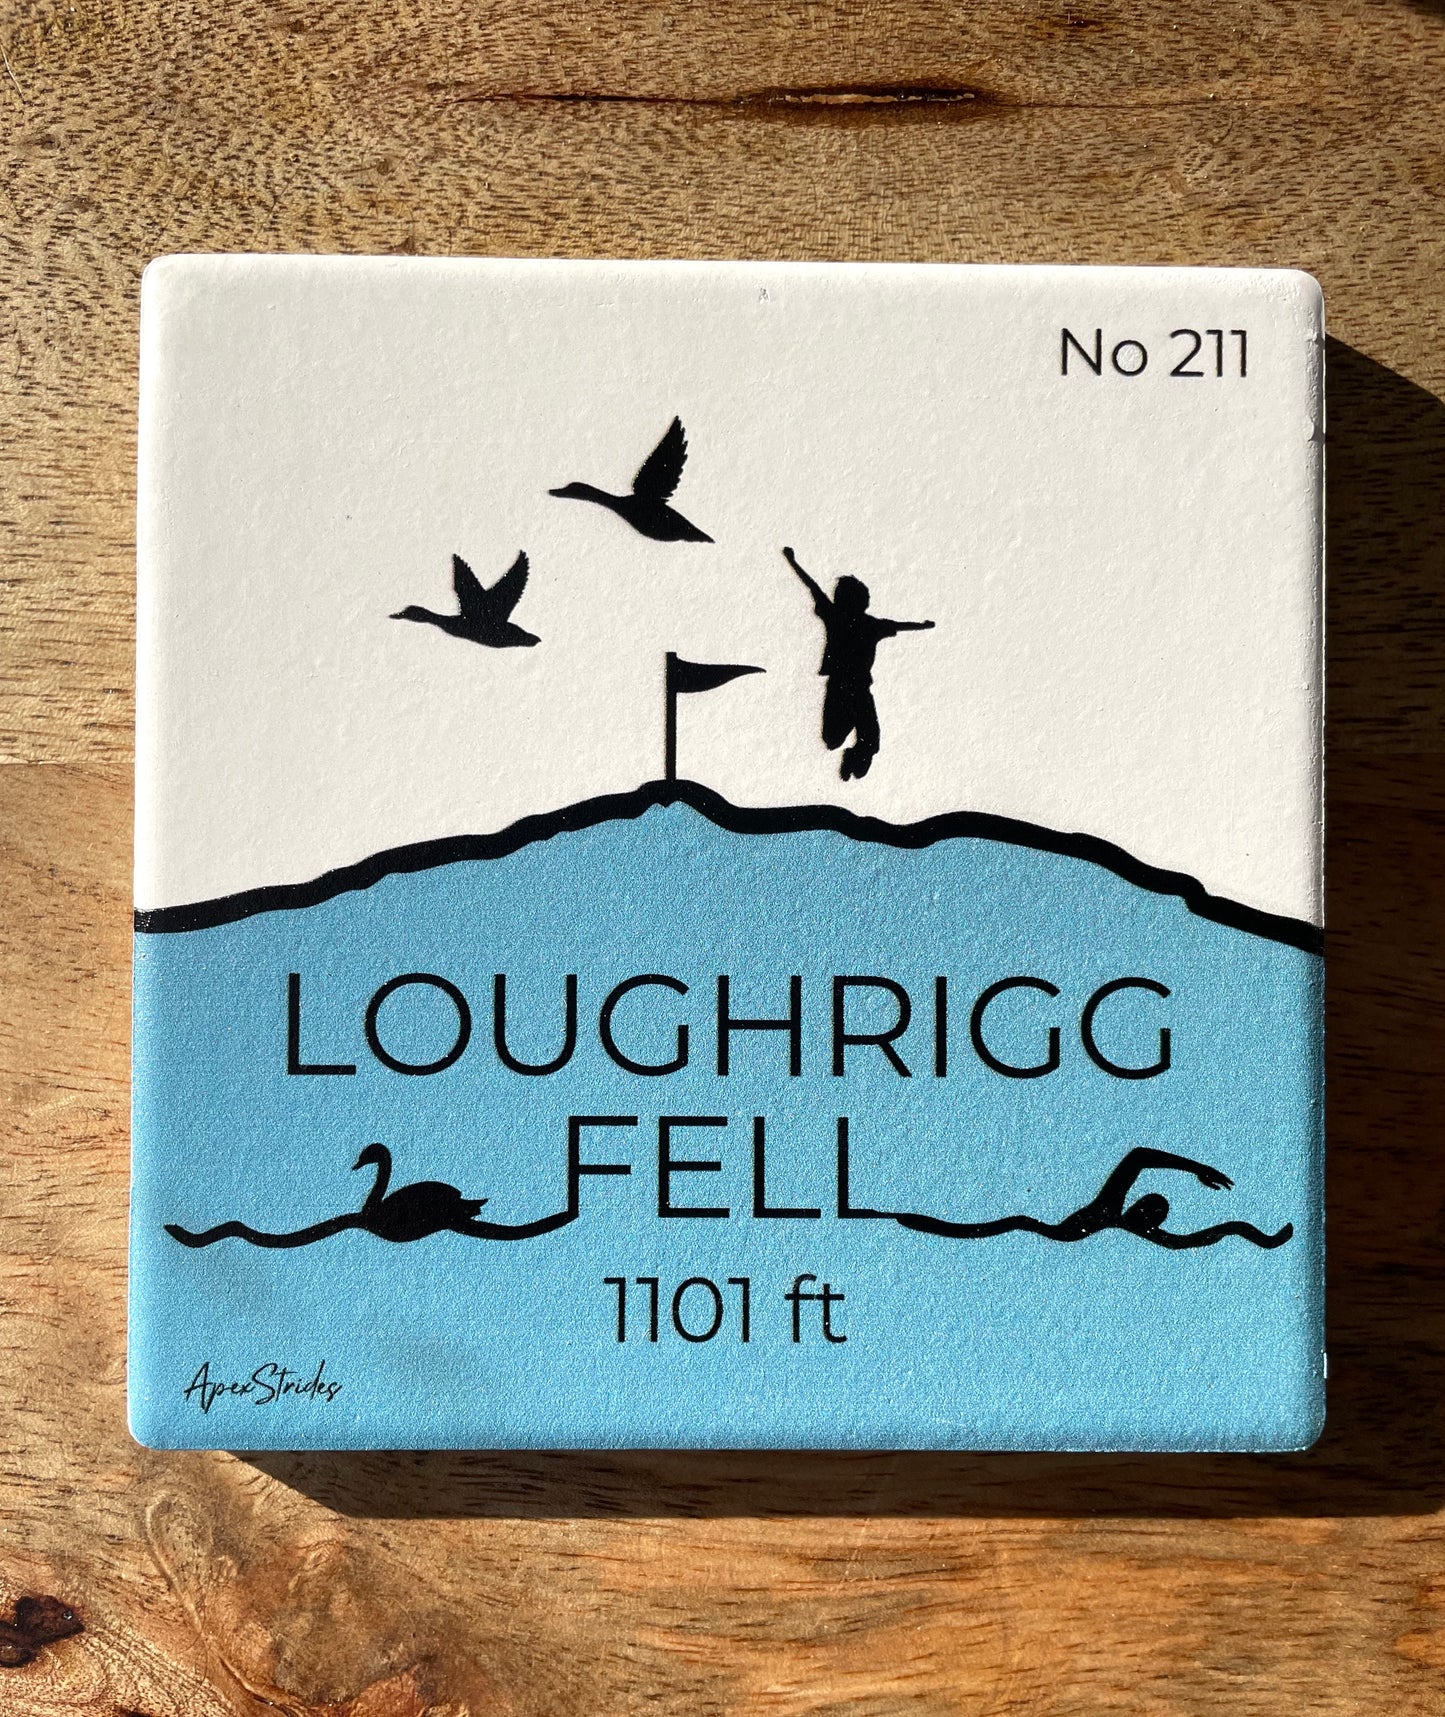 No 211
LOUGHRIGG
FELL
1101 ft
ApexStrides